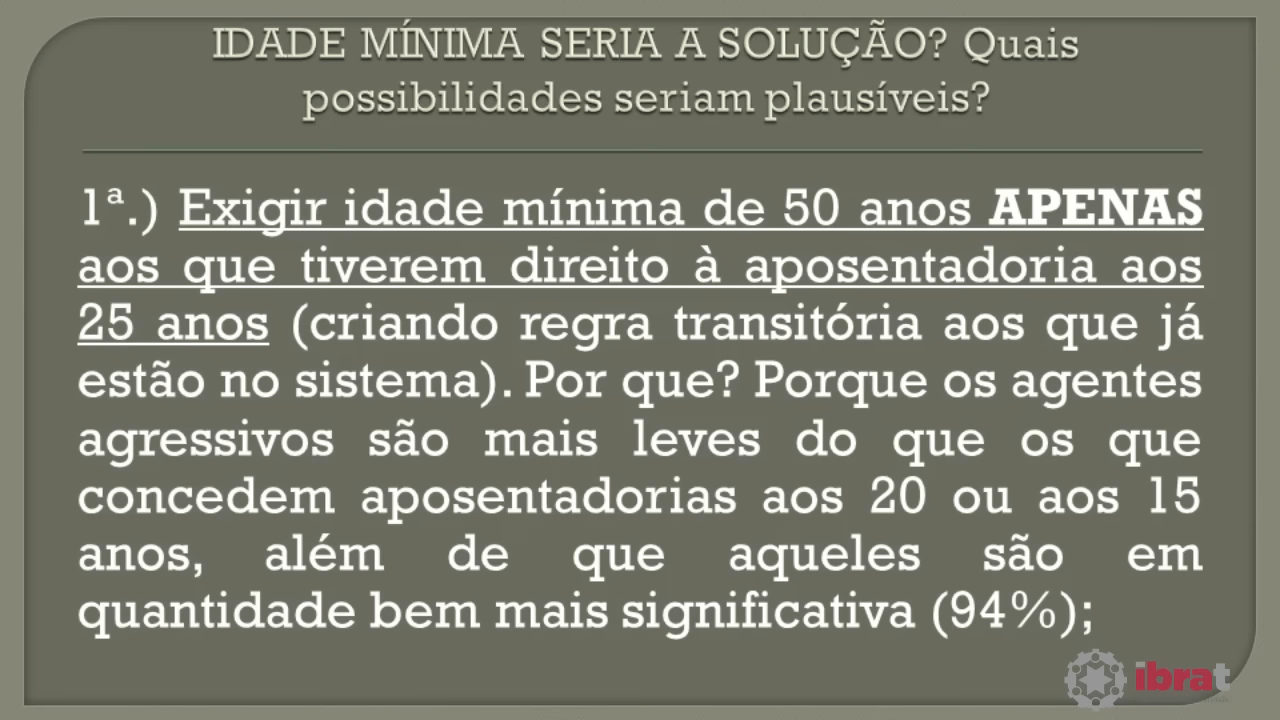 IDADE MÍNIMA SERIA A SOLUÇÃO? Quais
possibilidades seriam plausíveis?
1ª.) Exigir idade mínima de 50 anos APENAS
aos que tiverem direito à aposentadoria aos
25 anos (criando regra transitória aos que já
estão no sistema). Por que? Porque os agentes
agressivos são mais leves do que os que
concedem aposentadorias aos 20 ou aos 15
anos, além de que aqueles são em
quantidade bem mais significativa (94%);
ibrat